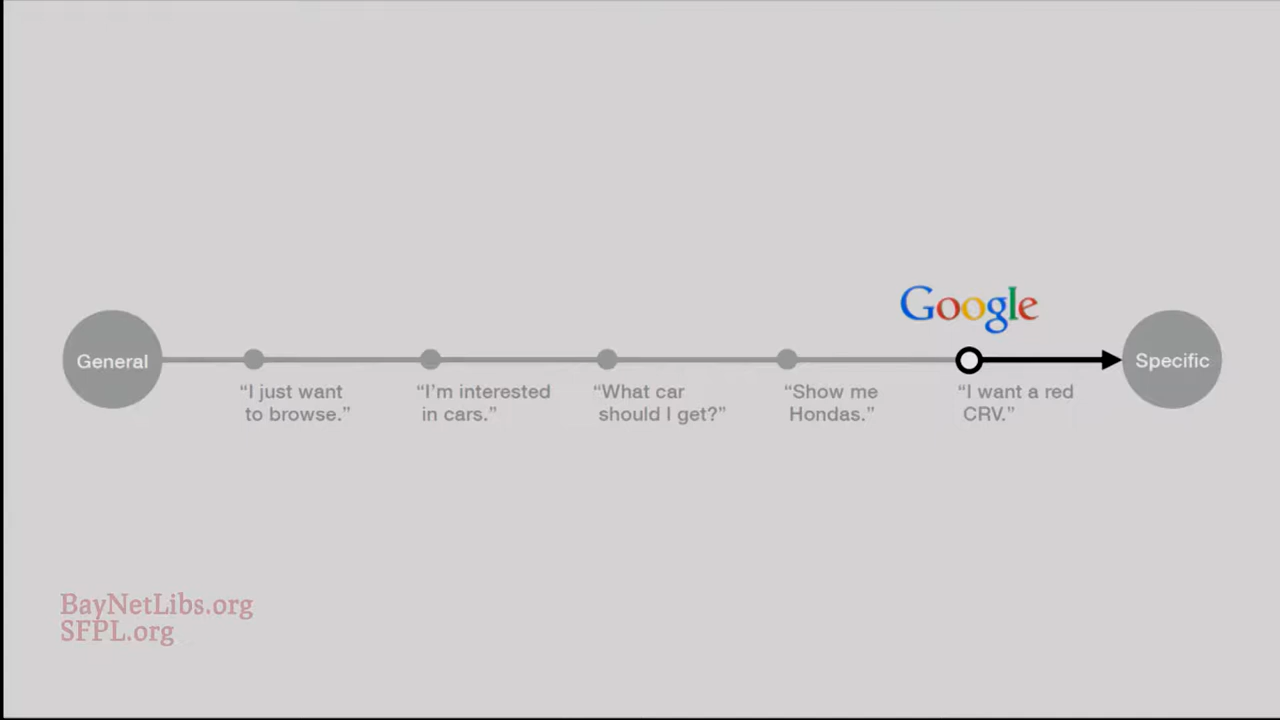 Google
General
Specific
“I just want
to browse.”
“I’m interested
in cars.”
“What car
should I get?”
“Show me
Hondas.”
“I want a red
CRV.”
BayNetLibs.org
SFPL.org